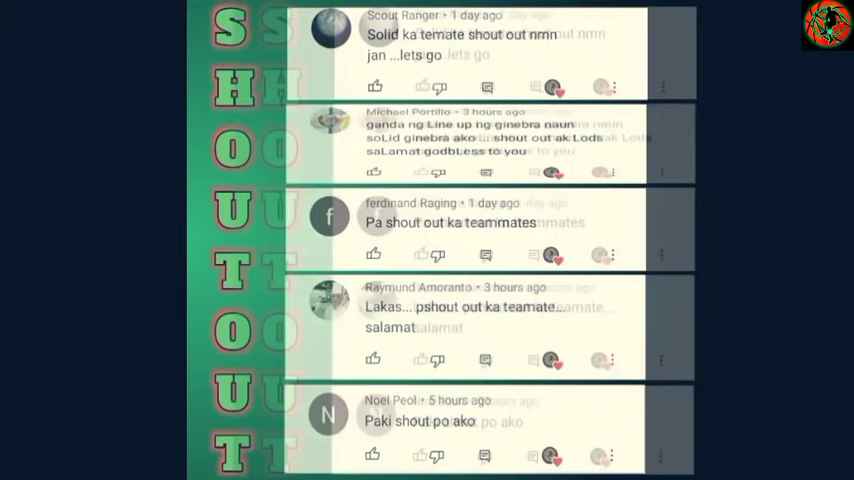 SHOUTOUT
Scout Ranger • 1 day ago
Solid ka teamate shout out nmn
jan ...lets go
Michael Portillo • 3 hours ago
ganda ng Line up ng ginebra naun
soLid ginebra ako ... shout out ak Lods
saLamat godbLess to you
ferdinand Raging • 1 day ago
f
Pa shout out ka teammates
Raymund Amoranto • 3 hours ago
Lakas... pshout out ka teamate...
salamat
Noel Peol • 5 hours ago
N
Paki shout po ako